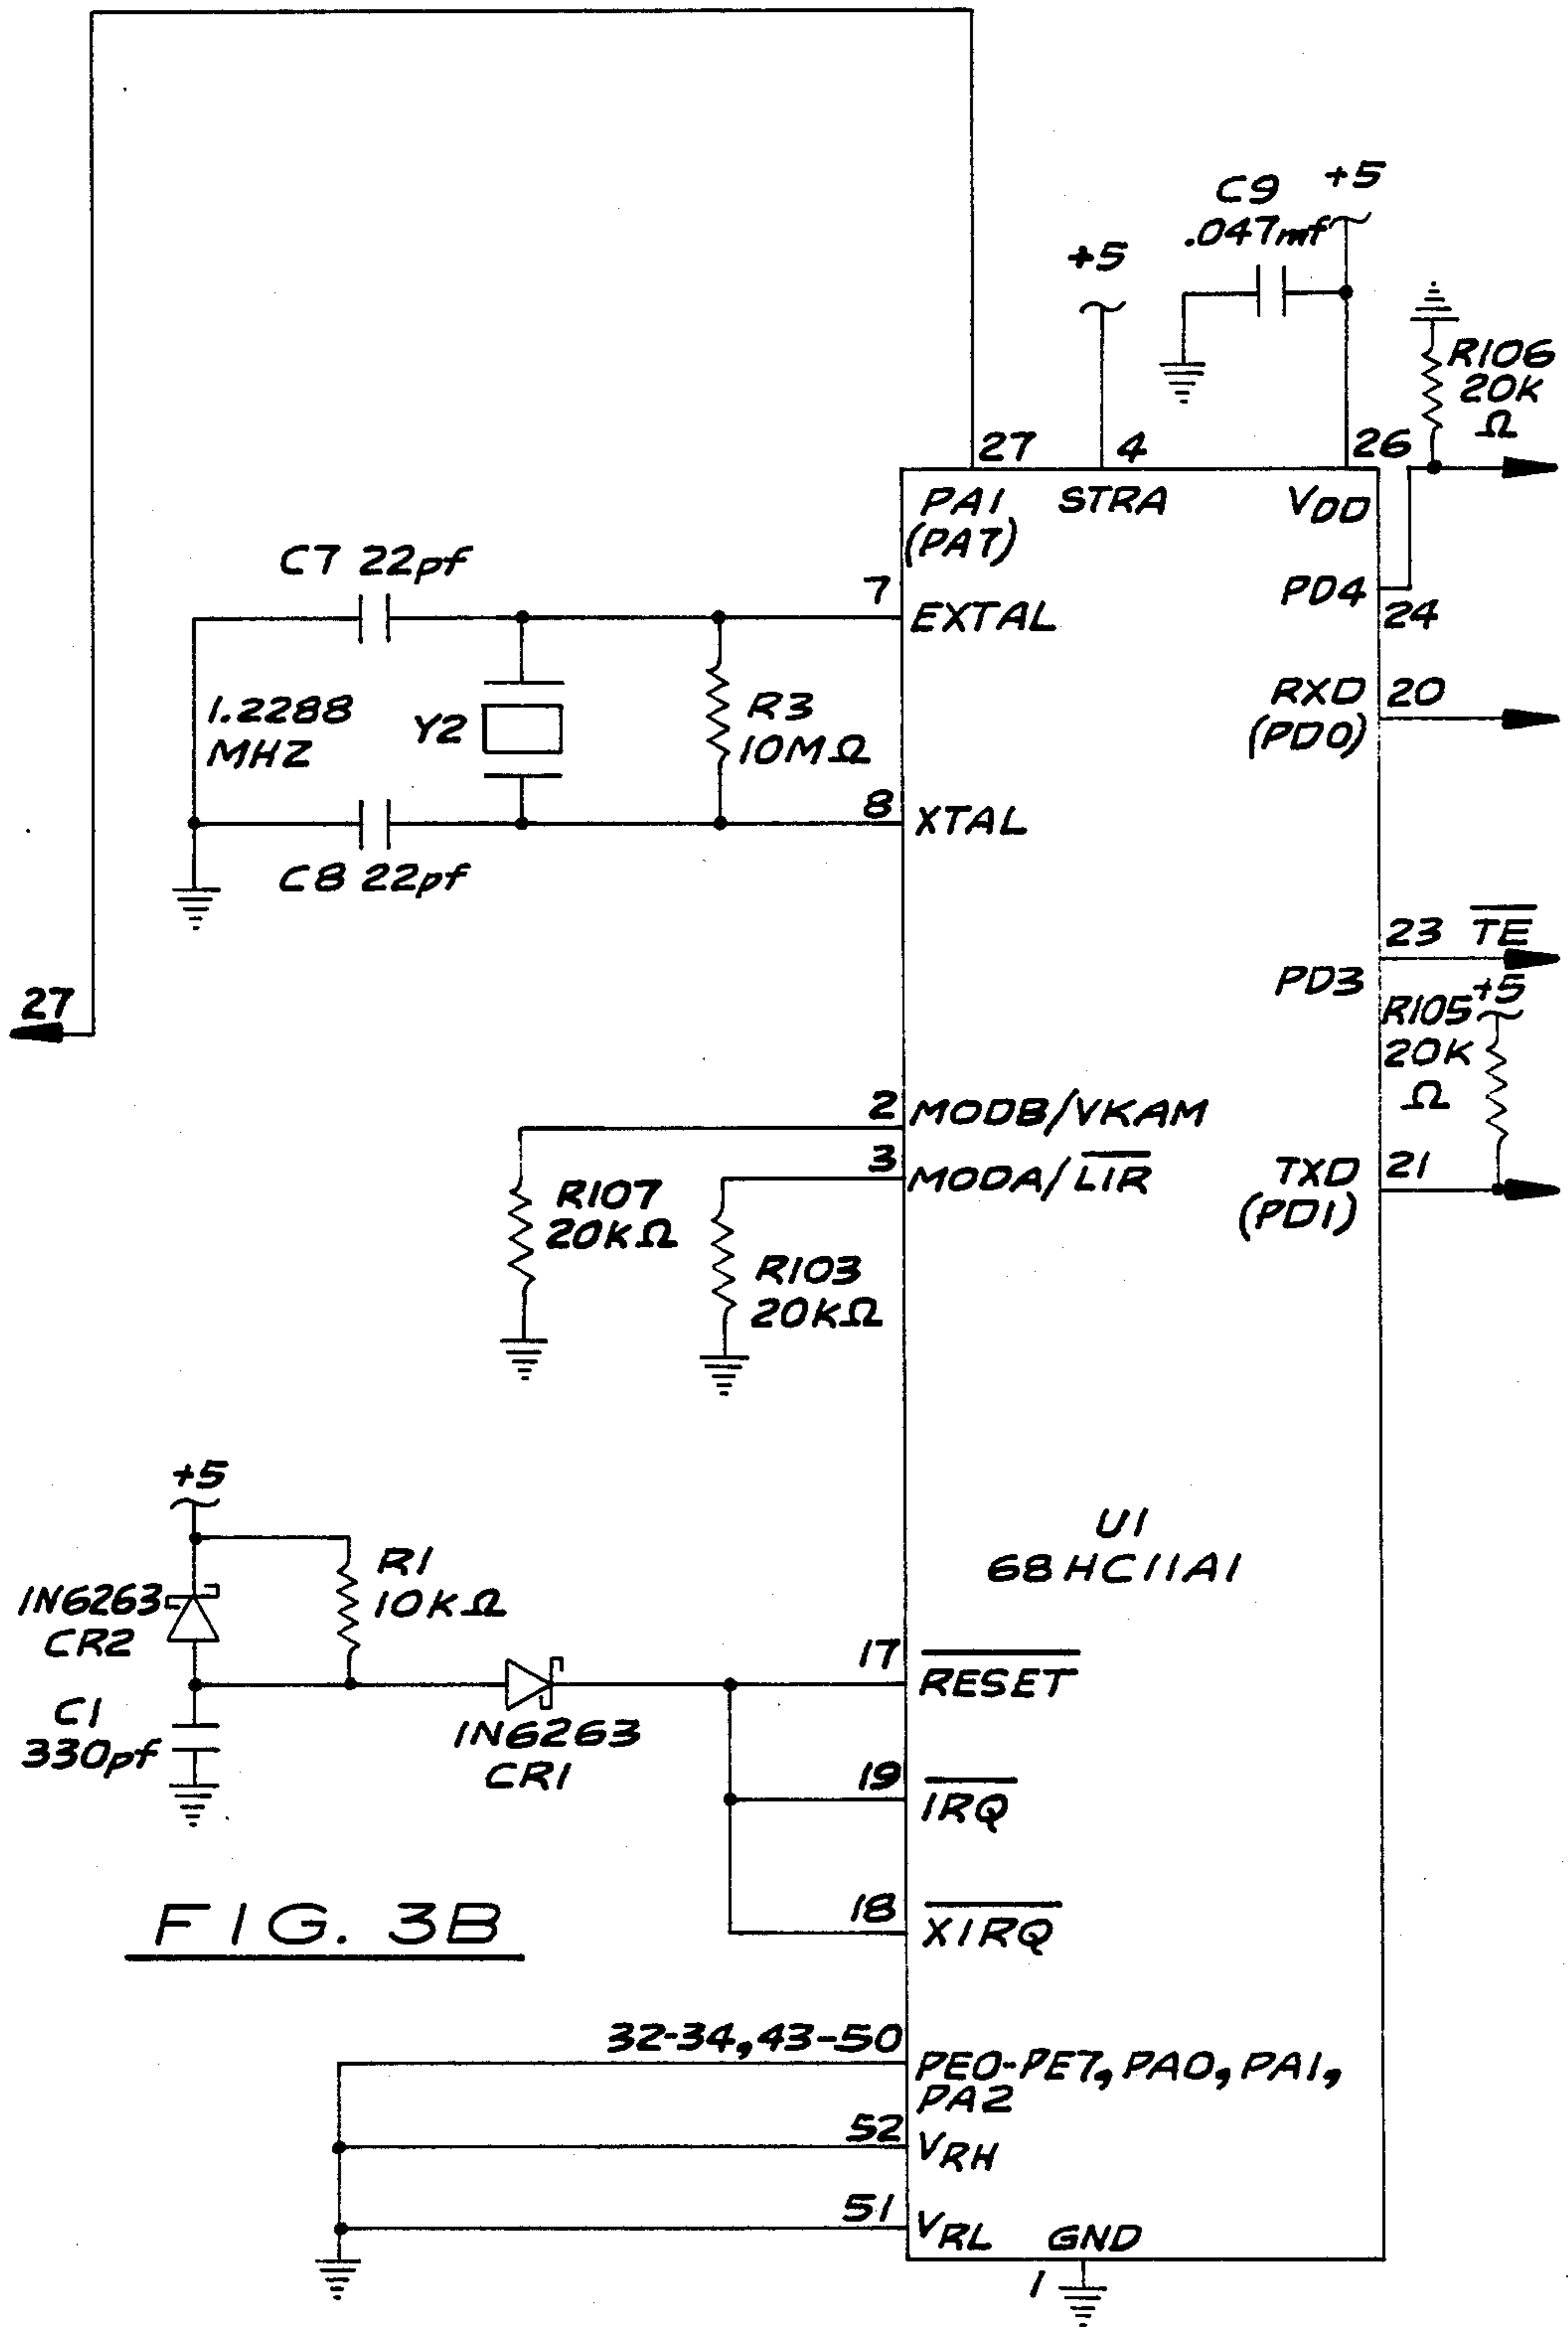 C9 +5
.047mf
+5
R106
20K
Ω
27 4 26
PA1 STRA VDD
(PA7)
C7 22pf
7 EXTAL
PD4
24
1.2288
MHZ
Y2
R3
10MΩ
RXD 20
(PD0)
8 XTAL
C8 22pf
23 TE
PD3
27
R105 +5
20K
Ω
2 MODB/VKAM
3 MODA/LIR
TXD 21
(PD1)
R107
20KΩ
R103
20KΩ
+5
U1
68HC11A1
R1
10KΩ
1N6263
CR2
17 RESET
C1
330pf
1N6263
CR1
19 IRQ
18 XIRQ
FIG. 3B
32-34,43-50
PE0-PE7, PA0, PA1,
PA2
52 VRH
51 VRL
GND
1